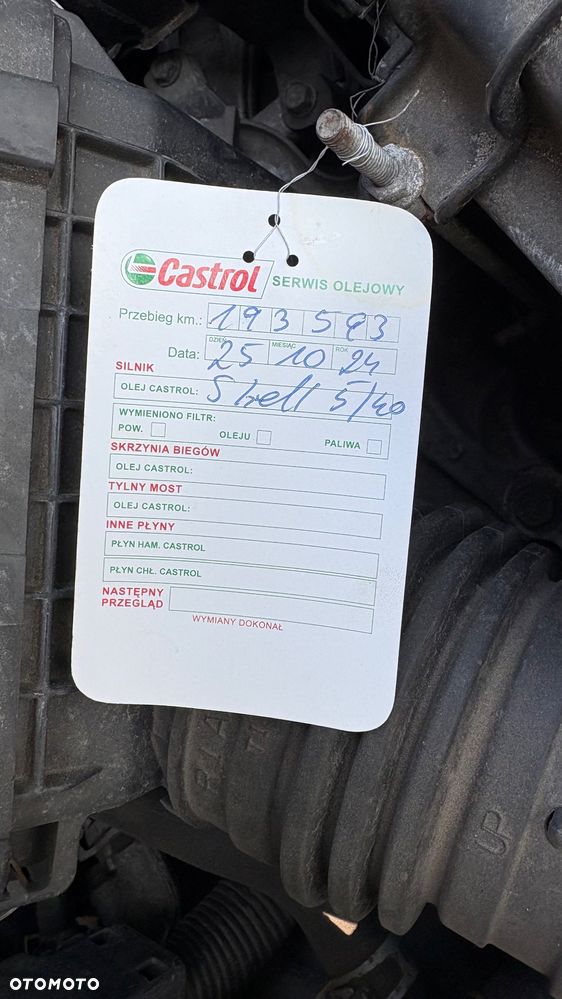 Castrol SERWIS OLEJOWY
Przebieg km.: 193593
DZIEŃ MIESIĄC ROK
Data: 25 10 24
SILNIK
OLEJ CASTROL: Shell 5/40
WYMIENIONO FILTR:
POW. OLEJU PALIWA
SKRZYNIA BIEGÓW
OLEJ CASTROL:
TYLNY MOST
OLEJ CASTROL:
INNE PŁYNY
PŁYN HAM. CASTROL
PŁYN CHŁ. CASTROL
NASTĘPNY
PRZEGLĄD
WYMIANY DOKONAŁ
UP
OTOMOTO